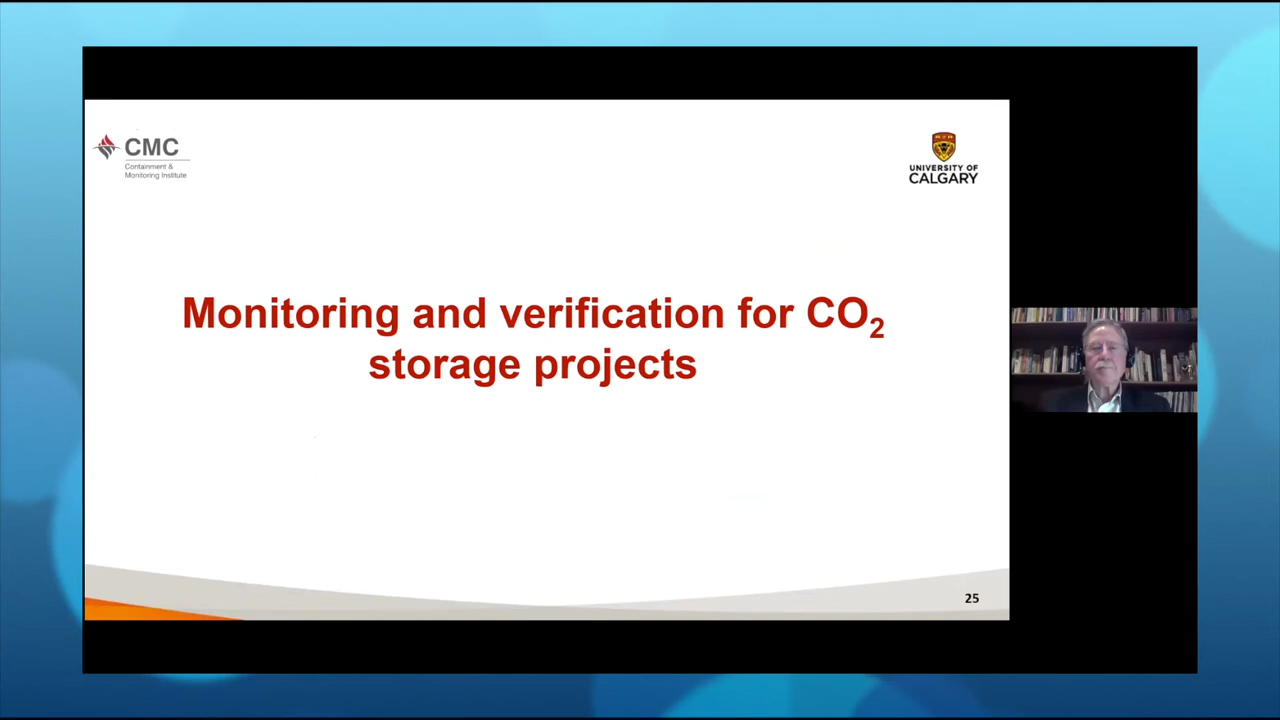 CMC
Containment &
Monitoring Institute
UNIVERSITY OF
CALGARY
Monitoring and verification for CO₂
storage projects
25